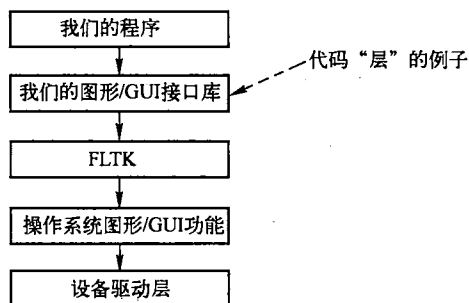 我们的程序
代码“层”的例子
我们的图形/GUI接口库
FLTK
操作系统图形/GUI功能
设备驱动层